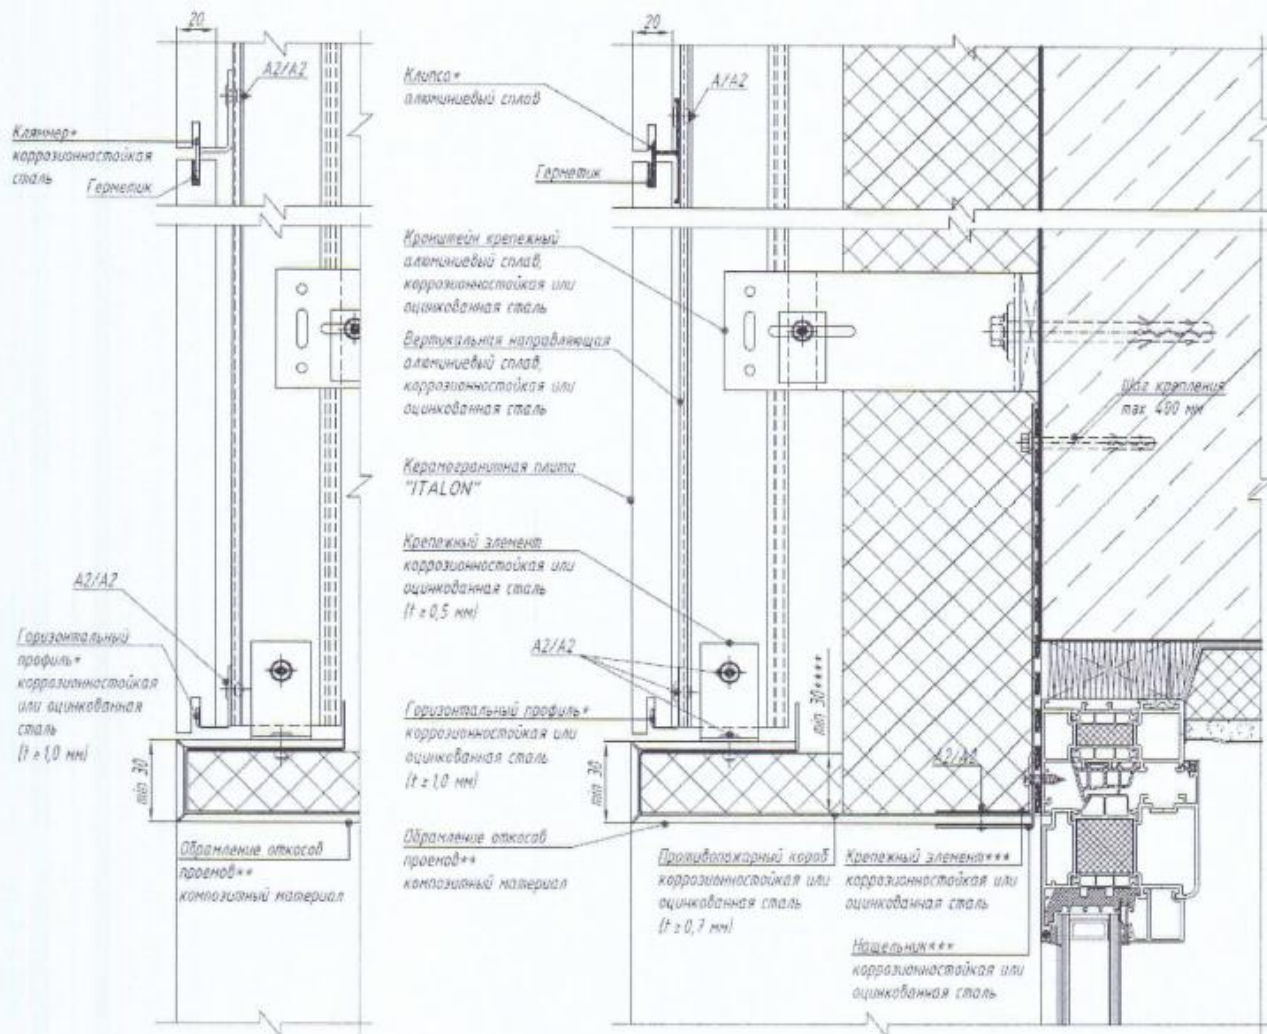 20
A2/A2
Кляммер*
коррозионностойкая
сталь
Герметик
A2/A2
Горизонтальный
профиль*
коррозионностойкая
или оцинкованная
сталь
(t ≥ 1,0 мм)
min 30
Обрамление откосов
проемов**
композитный материал
20
Клипса*
алюминиевый сплав
A/A2
Герметик
Кронштейн крепежный
алюминиевый сплав,
коррозионностойкая или
оцинкованная сталь
Вертикальная направляющая
алюминиевый сплав,
коррозионностойкая или
оцинкованная сталь
Шаг крепления
max 400 мм
Керамогранитная плита
"ITALON"
Крепежный элемент
коррозионностойкая или
оцинкованная сталь
(t ≥ 0,5 мм)
A2/A2
min 30****
Горизонтальный профиль*
коррозионностойкая или
оцинкованная сталь
(t ≥ 1,0 мм)
min 30
A2/A2
Обрамление откосов
проемов**
композитный материал
Противопожарный короб
коррозионностойкая или
оцинкованная сталь
(t ≥ 0,7 мм)
Крепежный элемент***
коррозионностойкая или
оцинкованная сталь
Нащельник***
коррозионностойкая или
оцинкованная сталь